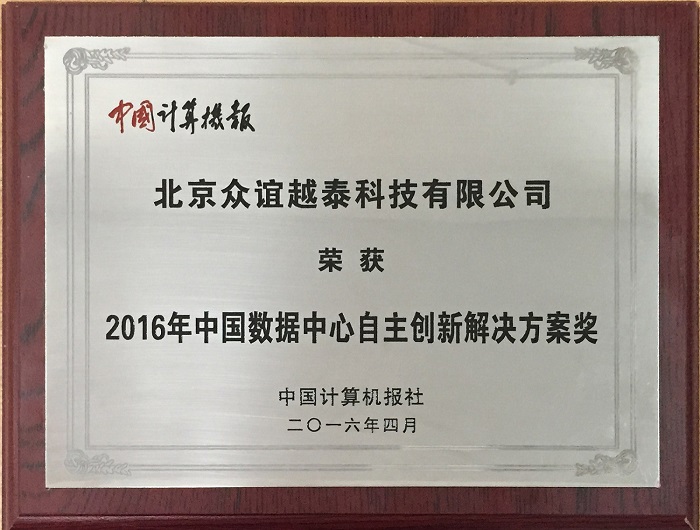 中国计算機報
北京众谊越泰科技有限公司
荣获
2016年中国数据中心自主创新解决方案奖
中国计算机报社
二〇一六年四月